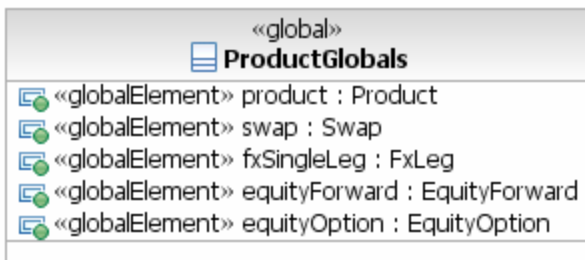 «global»
ProductGlobals
«globalElement» product : Product
«globalElement» swap : Swap
«globalElement» fxSingleLeg : FxLeg
«globalElement» equityForward : EquityForward
«globalElement» equityOption : EquityOption